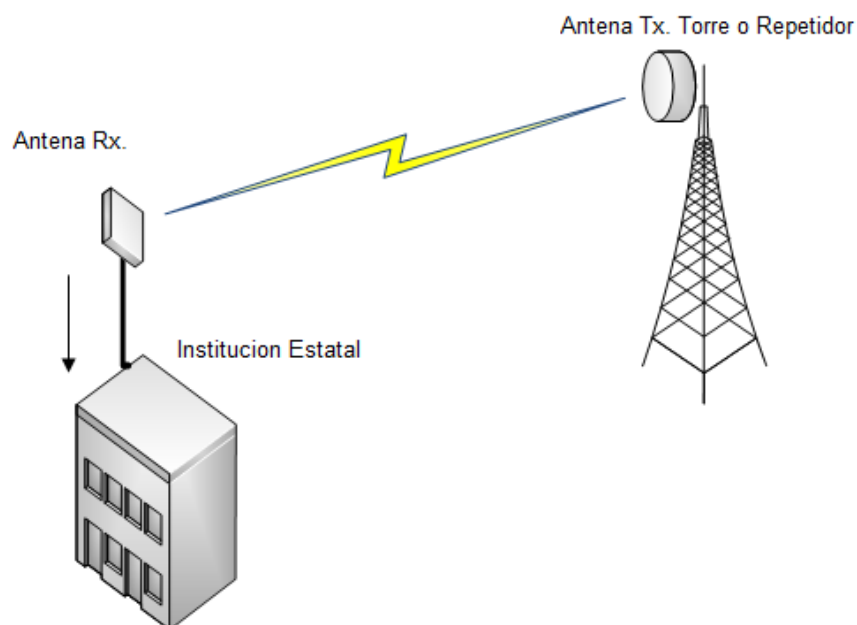 Antena Tx. Torre o Repetidor
Antena Rx.
Institucion Estatal